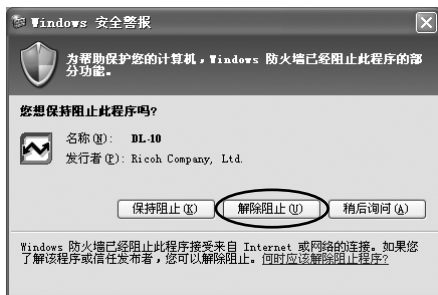 Windows 安全警报
为帮助保护您的计算机，Windows 防火墙已经阻止此程序的部
分功能。
您想保持阻止此程序吗?
名称(N): DL-10
发行者(P): Ricoh Company, Ltd.
保持阻止(K) 解除阻止(U) 稍后询问(A)
Windows 防火墙已经阻止此程序接受来自 Internet 或网络的连接。如果您
了解该程序或信任发布者，您可以解除阻止。何时应该解除阻止程序?